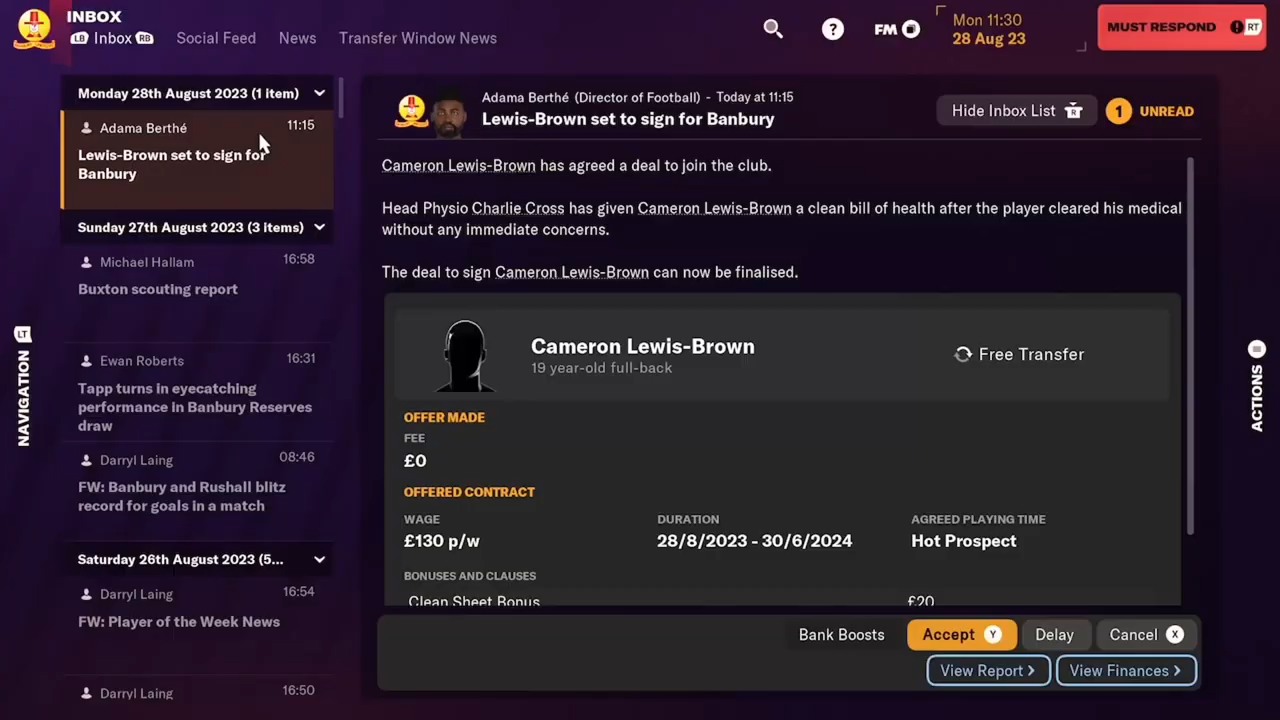 INBOX
LB Inbox RB Social Feed News Transfer Window News
? FM
Mon 11:30
28 Aug 23
MUST RESPOND ! RT
Monday 28th August 2023 (1 item)
Adama Berthé 11:15
Lewis-Brown set to sign for
Banbury
Sunday 27th August 2023 (3 items)
Michael Hallam 16:58
Buxton scouting report
Ewan Roberts 16:31
Tapp turns in eyecatching
performance in Banbury Reserves
draw
Darryl Laing 08:46
FW: Banbury and Rushall blitz
record for goals in a match
Saturday 26th August 2023 (5...
Darryl Laing 16:54
FW: Player of the Week News
Darryl Laing 16:50
LT
NAVIGATION
Adama Berthé (Director of Football) - Today at 11:15
Lewis-Brown set to sign for Banbury
Hide Inbox List R 1 UNREAD
Cameron Lewis-Brown has agreed a deal to join the club.
Head Physio Charlie Cross has given Cameron Lewis-Brown a clean bill of health after the player cleared his medical
without any immediate concerns.
The deal to sign Cameron Lewis-Brown can now be finalised.
Cameron Lewis-Brown
19 year-old full-back
Free Transfer
OFFER MADE
FEE
£0
OFFERED CONTRACT
WAGE DURATION AGREED PLAYING TIME
£130 p/w 28/8/2023 - 30/6/2024 Hot Prospect
BONUSES AND CLAUSES
Clean Sheet Bonus £20
Bank Boosts Accept Y Delay Cancel X
View Report > View Finances >
ACTIONS